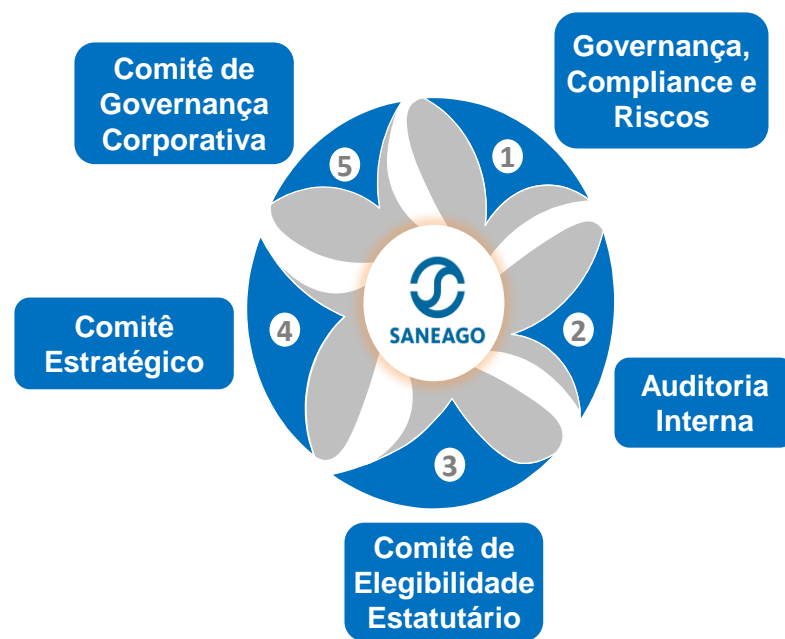 Governança,
Compliance e
Riscos
1
Auditoria
Interna
2
Comitê de
Elegibilidade
Estatutário
3
Comitê
Estratégico
4
Comitê de
Governança
Corporativa
5
SANEAGO